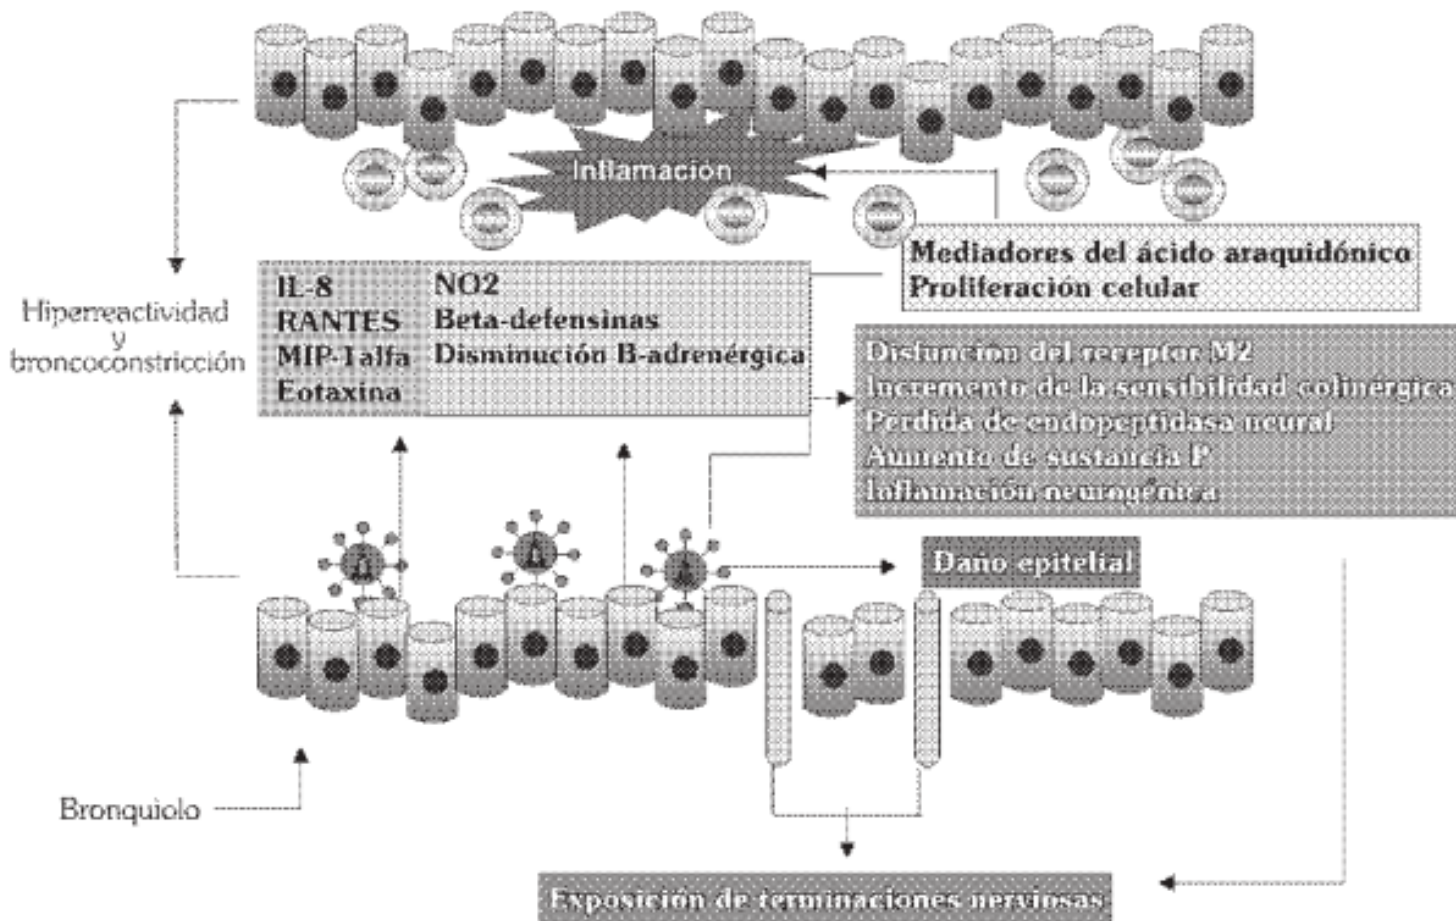 Inflamación
Mediadores del ácido araquidónico
Proliferación celular
IL-8
RANTES
MIP-1alfa
Eotaxina
NO2
Beta-defensinas
Disminución B-adrenérgica
Hiperreactividad
y
broncoconstricción
Disfunción del receptor M2
Incremento de la sensibilidad colinérgica
Pérdida de endopeptidasa neural
Aumento de sustancia P
Inflamación neurogénica
Daño epitelial
Bronquiolo
Exposición de terminaciones nerviosas